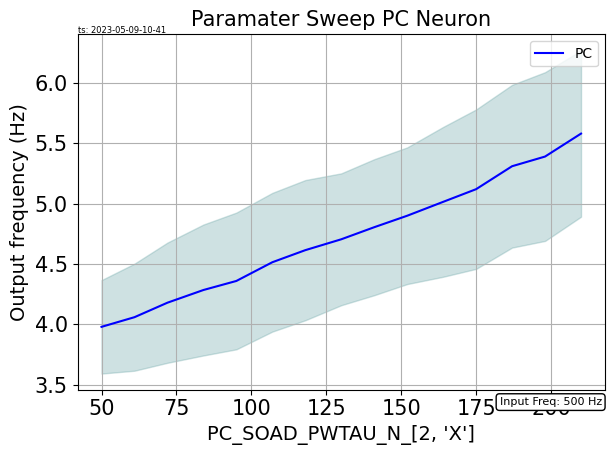 Paramater Sweep PC Neuron
ts: 2023-05-09-10-41
PC
Output frequency (Hz)
6.0
5.5
5.0
4.5
4.0
3.5
50 75 100 125 150 175 200
Input Freq: 500 Hz
PC_SOAD_PWTAU_N_[2, 'X']